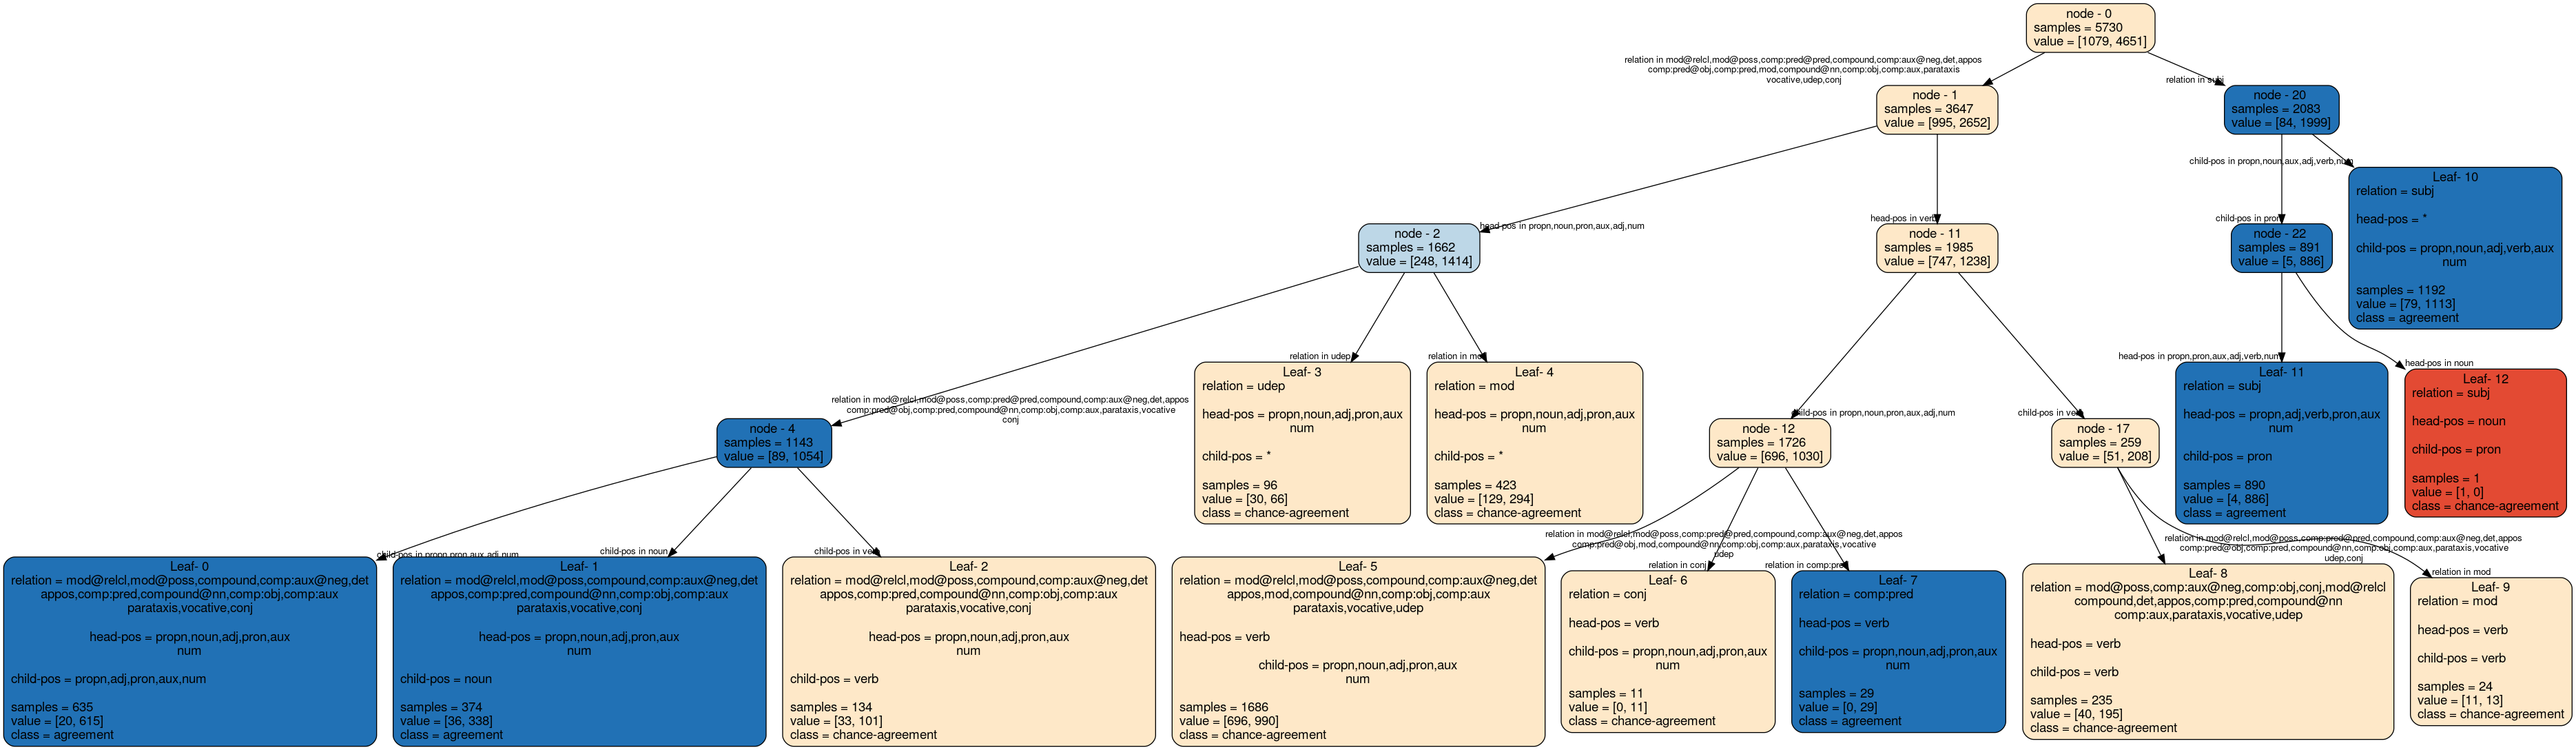 node - 0
samples = 5730
value = [1079, 4651]
relation in mod@relcl,mod@poss,comp:pred@pred,compound,comp:aux@neg,det,appos
comp:pred@obj,comp:pred,mod,compound@nn,comp:obj,comp:aux,parataxis
vocative,udep,conj
relation in subj
node - 1
samples = 3647
value = [995, 2652]
node - 20
samples = 2083
value = [84, 1999]
head-pos in propn,noun,pron,aux,adj,num
head-pos in verb
child-pos in pron
child-pos in propn,noun,aux,adj,verb,num
node - 2
samples = 1662
value = [248, 1414]
node - 11
samples = 1985
value = [747, 1238]
node - 22
samples = 891
value = [5, 886]
Leaf- 10
relation = subj
head-pos = *
child-pos = propn,noun,adj,verb,aux
num
samples = 1192
value = [79, 1113]
class = agreement
relation in mod@relcl,mod@poss,comp:pred@pred,compound,comp:aux@neg,det,appos
comp:pred@obj,comp:pred,compound@nn,comp:obj,comp:aux,parataxis,vocative
conj
relation in udep
relation in mod
child-pos in propn,noun,pron,aux,adj,num
child-pos in verb
head-pos in propn,pron,aux,adj,verb,num
head-pos in noun
node - 4
samples = 1143
value = [89, 1054]
Leaf- 3
relation = udep
head-pos = propn,noun,adj,pron,aux
num
child-pos = *
samples = 96
value = [30, 66]
class = chance-agreement
Leaf- 4
relation = mod
head-pos = propn,noun,adj,pron,aux
num
child-pos = *
samples = 423
value = [129, 294]
class = chance-agreement
node - 12
samples = 1726
value = [696, 1030]
node - 17
samples = 259
value = [51, 208]
Leaf- 11
relation = subj
head-pos = propn,adj,verb,pron,aux
num
child-pos = pron
samples = 890
value = [4, 886]
class = agreement
Leaf- 12
relation = subj
head-pos = noun
child-pos = pron
samples = 1
value = [1, 0]
class = chance-agreement
child-pos in propn,pron,aux,adj,num
child-pos in noun
child-pos in verb
relation in mod@relcl,mod@poss,comp:pred@pred,compound,comp:aux@neg,det,appos
comp:pred@obj,mod,compound@nn,comp:obj,comp:aux,parataxis,vocative
udep
relation in conj
relation in comp:pred
relation in mod@relcl,mod@poss,comp:pred@pred,compound,comp:aux@neg,det,appos
comp:pred@obj,comp:pred,compound@nn,comp:obj,comp:aux,parataxis,vocative
udep,conj
relation in mod
Leaf- 0
relation = mod@relcl,mod@poss,compound,comp:aux@neg,det
appos,comp:pred,compound@nn,comp:obj,comp:aux
parataxis,vocative,conj
head-pos = propn,noun,adj,pron,aux
num
child-pos = propn,adj,pron,aux,num
samples = 635
value = [20, 615]
class = agreement
Leaf- 1
relation = mod@relcl,mod@poss,compound,comp:aux@neg,det
appos,comp:pred,compound@nn,comp:obj,comp:aux
parataxis,vocative,conj
head-pos = propn,noun,adj,pron,aux
num
child-pos = noun
samples = 374
value = [36, 338]
class = agreement
Leaf- 2
relation = mod@relcl,mod@poss,compound,comp:aux@neg,det
appos,comp:pred,compound@nn,comp:obj,comp:aux
parataxis,vocative,conj
head-pos = propn,noun,adj,pron,aux
num
child-pos = verb
samples = 134
value = [33, 101]
class = chance-agreement
Leaf- 5
relation = mod@relcl,mod@poss,compound,comp:aux@neg,det
appos,mod,compound@nn,comp:obj,comp:aux
parataxis,vocative,udep
head-pos = verb
child-pos = propn,noun,adj,pron,aux
num
samples = 1686
value = [696, 990]
class = chance-agreement
Leaf- 6
relation = conj
head-pos = verb
child-pos = propn,noun,adj,pron,aux
num
samples = 11
value = [0, 11]
class = chance-agreement
Leaf- 7
relation = comp:pred
head-pos = verb
child-pos = propn,noun,adj,pron,aux
num
samples = 29
value = [0, 29]
class = agreement
Leaf- 8
relation = mod@poss,comp:aux@neg,comp:obj,conj,mod@relcl
compound,det,appos,comp:pred,compound@nn
comp:aux,parataxis,vocative,udep
head-pos = verb
child-pos = verb
samples = 235
value = [40, 195]
class = chance-agreement
Leaf- 9
relation = mod
head-pos = verb
child-pos = verb
samples = 24
value = [11, 13]
class = chance-agreement